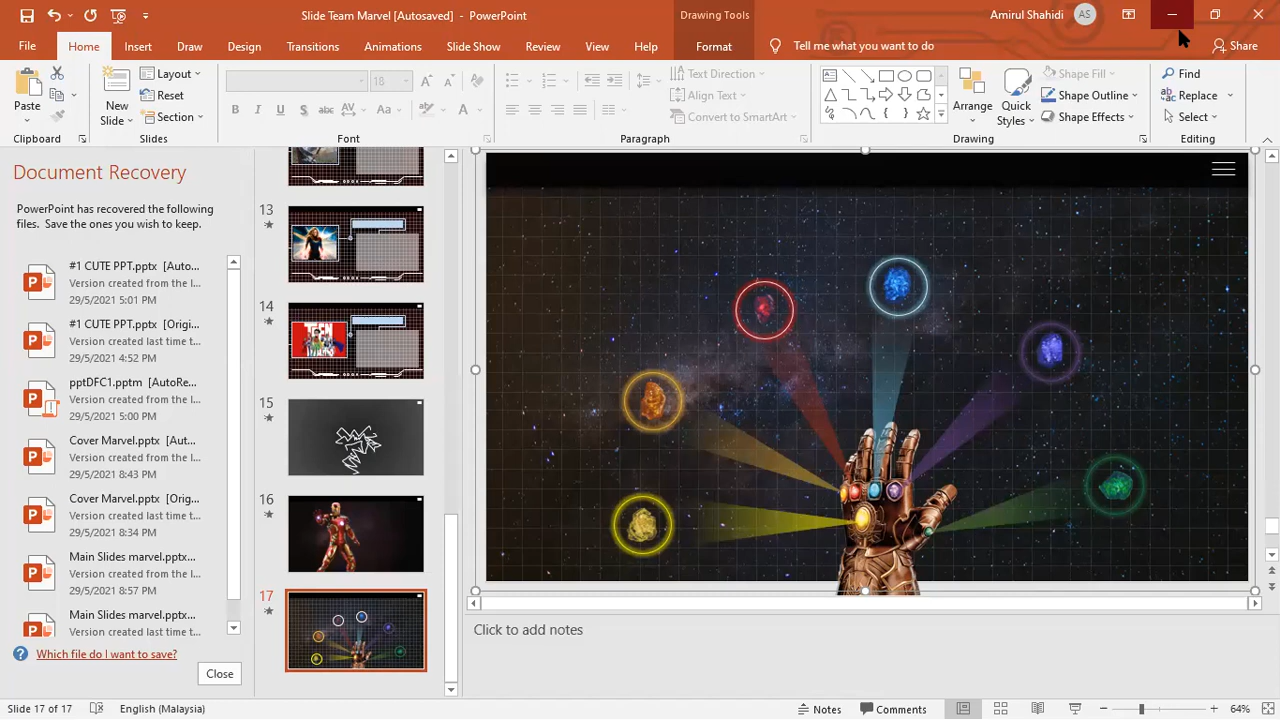 Slide Team Marvel [Autosaved] - PowerPoint
Drawing Tools
Amirul Shahidi
AS
File
Home
Insert
Draw
Design
Transitions
Animations
Slide Show
Review
View
Help
Format
Tell me what you want to do
Share
Paste
New
Slide
Layout
Reset
Section
18
B I U S abc AV Aa A
Text Direction
Align Text
Convert to SmartArt
Arrange
Quick
Styles
Shape Fill
Shape Outline
Shape Effects
Find
Replace
Select
Clipboard
Slides
Font
Paragraph
Drawing
Editing
Document Recovery
PowerPoint has recovered the following
files. Save the ones you wish to keep.
#1 CUTE PPT.pptx [Auto...
Version created from the l...
29/5/2021 5:01 PM
#1 CUTE PPT.pptx [Origi...
Version created last time t...
29/5/2021 4:52 PM
pptDFC1.pptm [AutoRe...
Version created from the l...
29/5/2021 5:00 PM
Cover Marvel.pptx [Aut...
Version created from the l...
29/5/2021 8:43 PM
Cover Marvel.pptx [Orig...
Version created last time t...
29/5/2021 8:34 PM
Main Slides marvel.pptx...
Version created from the l...
29/5/2021 8:57 PM
Main Slides marvel.pptx...
Version created last time t...
Which file do I want to save?
Close
13
14
15
16
17
Click to add notes
Slide 17 of 17
English (Malaysia)
Notes
Comments
64%